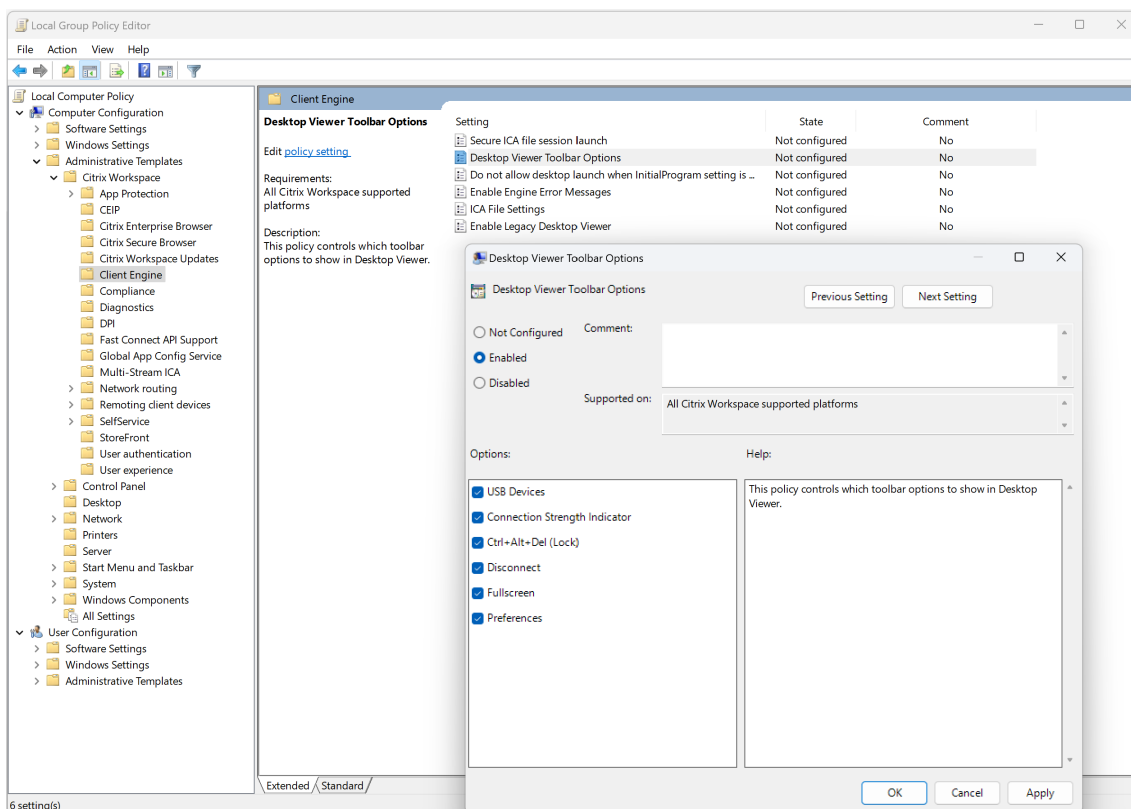 Local Group Policy Editor
File Action View Help
Local Computer Policy
Computer Configuration
Software Settings
Windows Settings
Administrative Templates
Citrix Workspace
App Protection
CEIP
Citrix Enterprise Browser
Citrix Secure Browser
Citrix Workspace Updates
Client Engine
Compliance
Diagnostics
DPI
Fast Connect API Support
Global App Config Service
Multi-Stream ICA
Network routing
Remoting client devices
SelfService
StoreFront
User authentication
User experience
Control Panel
Desktop
Network
Printers
Server
Start Menu and Taskbar
System
Windows Components
All Settings
User Configuration
Software Settings
Windows Settings
Administrative Templates
Client Engine
Desktop Viewer Toolbar Options
Edit policy setting
Requirements:
All Citrix Workspace supported
platforms
Description:
This policy controls which toolbar
options to show in Desktop Viewer.
Setting State Comment
Secure ICA file session launch Not configured No
Desktop Viewer Toolbar Options Not configured No
Do not allow desktop launch when InitialProgram setting is ... Not configured No
Enable Engine Error Messages Not configured No
ICA File Settings Not configured No
Enable Legacy Desktop Viewer Not configured No
Desktop Viewer Toolbar Options
Desktop Viewer Toolbar Options
Previous Setting Next Setting
Not Configured Comment:
Enabled
Disabled
Supported on: All Citrix Workspace supported platforms
Options: Help:
USB Devices
Connection Strength Indicator
Ctrl+Alt+Del (Lock)
Disconnect
Fullscreen
Preferences
This policy controls which toolbar options to show in Desktop
Viewer.
OK Cancel Apply
Extended Standard
6 setting(s)